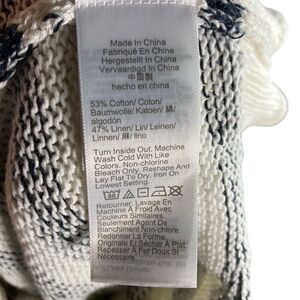 Made In China
Fabriqué En Chine
Hergestellt In China
Vervaardigd In China
中国製
hecho en china
53% Cotton/ Coton/
Baumwolle/ Katoen/ 綿/
algodón
47% Linen/ Lin/ Leinen/
Linnen/ 麻/ lino
Turn Inside Out. Machine
Wash Cold With Like
Colors. Non-chlorine
Bleach Only, Reshape And
Lay Flat To Dry. Iron On
Lowest Setting.
Retourner. Lavage En
Machine À Froid Avec
Couleurs Similaires.
Seulement Agent De
Blanchiment Non-chlore.
Redonner La Forme
Originale Et Sécher À Plat.
Repasser À Fer Doux Si
Nécessaire